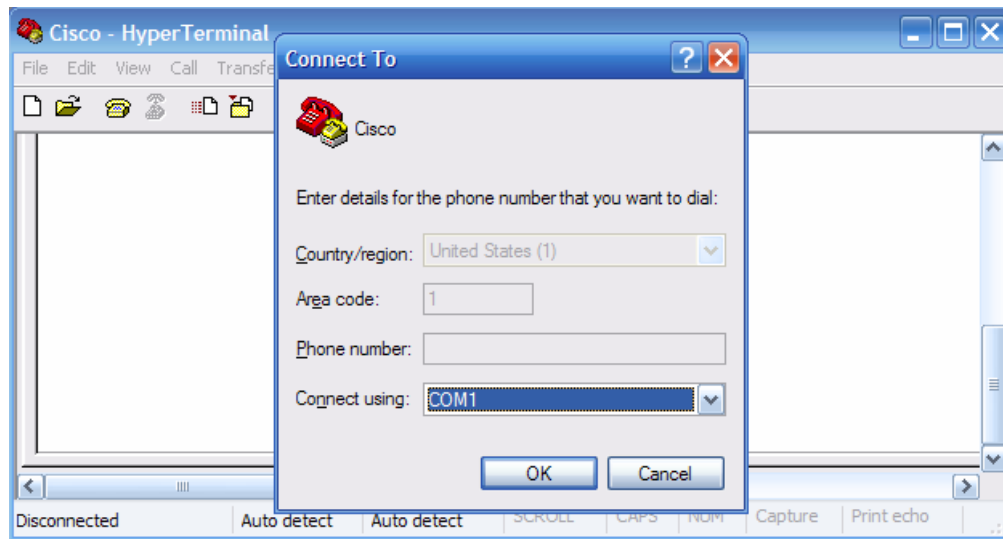 Cisco - HyperTerminal
File Edit View Call Transfe
Connect To
Cisco
Enter details for the phone number that you want to dial:
Country/region: United States (1)
Area code: 1
Phone number:
Connect using: COM1
OK Cancel
Disconnected Auto detect Auto detect SCROLL CAPS NUM Capture Print echo